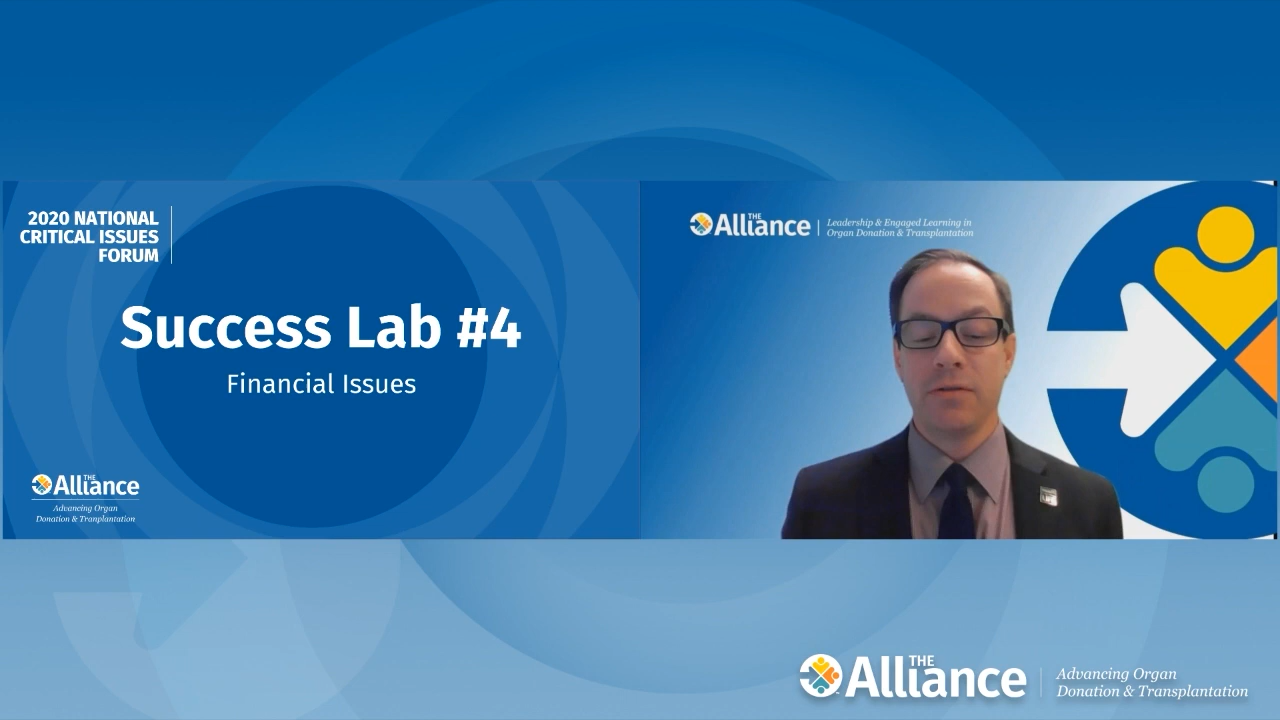 2020 NATIONAL
CRITICAL ISSUES
FORUM
Success Lab #4
Financial Issues
THE
Alliance
Advancing Organ
Donation & Tranplantation
THE
Alliance
Leadership & Engaged Learning in
Organ Donation & Transplantation
THE
Alliance
Advancing Organ
Donation & Transplantation